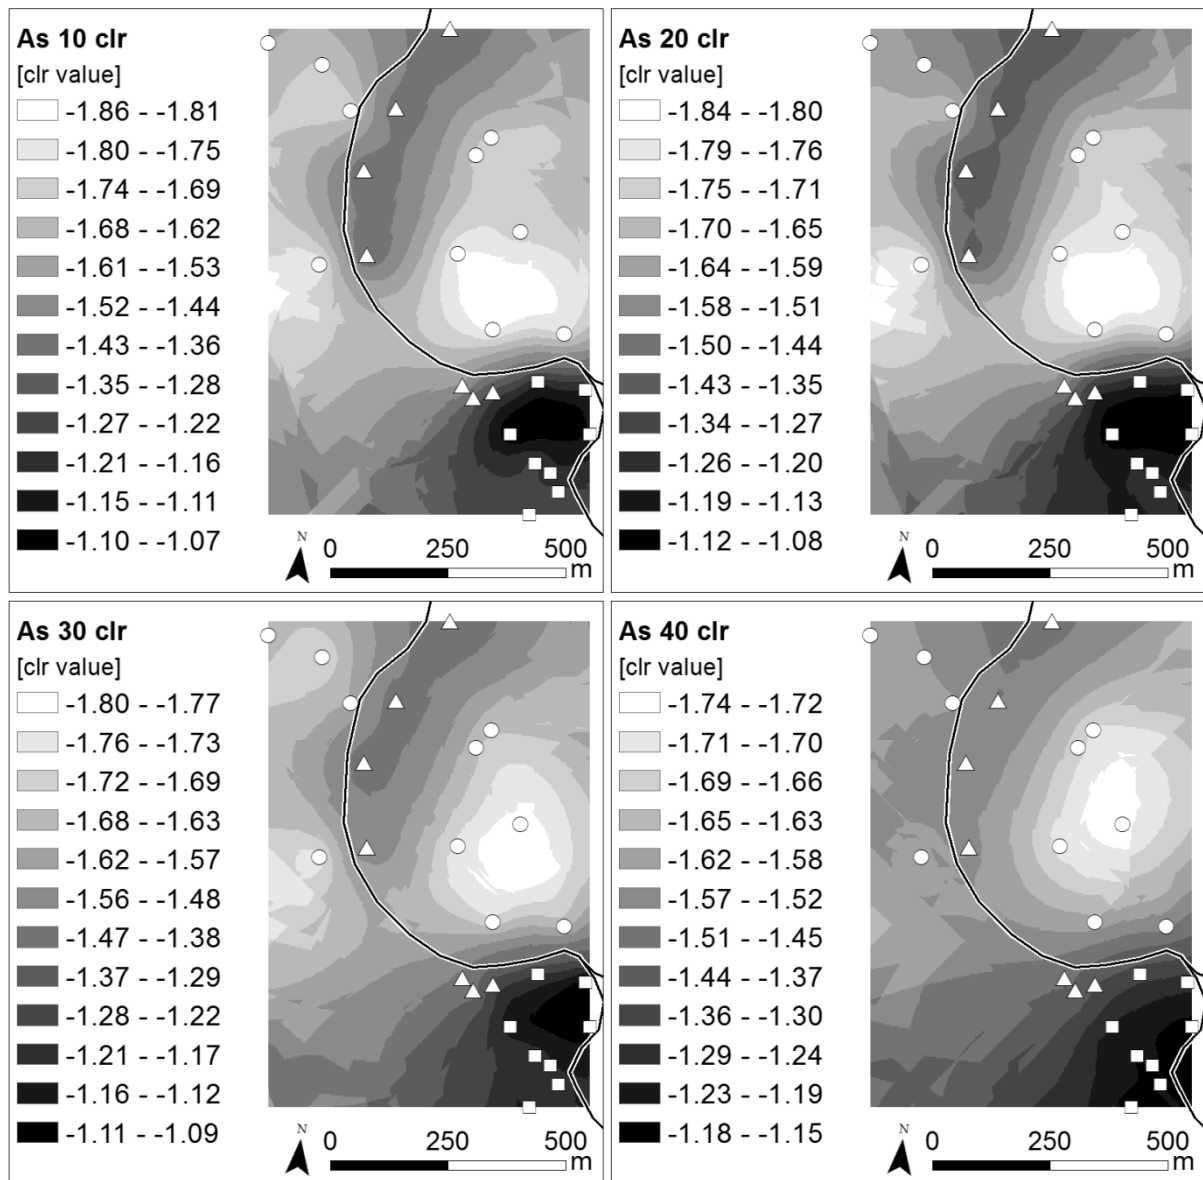 As 10 clr
[clr value]
-1.86 - -1.81
-1.80 - -1.75
-1.74 - -1.69
-1.68 - -1.62
-1.61 - -1.53
-1.52 - -1.44
-1.43 - -1.36
-1.35 - -1.28
-1.27 - -1.22
-1.21 - -1.16
-1.15 - -1.11
-1.10 - -1.07
N
0 250 500
m
As 20 clr
[clr value]
-1.84 - -1.80
-1.79 - -1.76
-1.75 - -1.71
-1.70 - -1.65
-1.64 - -1.59
-1.58 - -1.51
-1.50 - -1.44
-1.43 - -1.35
-1.34 - -1.27
-1.26 - -1.20
-1.19 - -1.13
-1.12 - -1.08
N
0 250 500
m
As 30 clr
[clr value]
-1.80 - -1.77
-1.76 - -1.73
-1.72 - -1.69
-1.68 - -1.63
-1.62 - -1.57
-1.56 - -1.48
-1.47 - -1.38
-1.37 - -1.29
-1.28 - -1.22
-1.21 - -1.17
-1.16 - -1.12
-1.11 - -1.09
N
0 250 500
m
As 40 clr
[clr value]
-1.74 - -1.72
-1.71 - -1.70
-1.69 - -1.66
-1.65 - -1.63
-1.62 - -1.58
-1.57 - -1.52
-1.51 - -1.45
-1.44 - -1.37
-1.36 - -1.30
-1.29 - -1.24
-1.23 - -1.19
-1.18 - -1.15
N
0 250 500
m